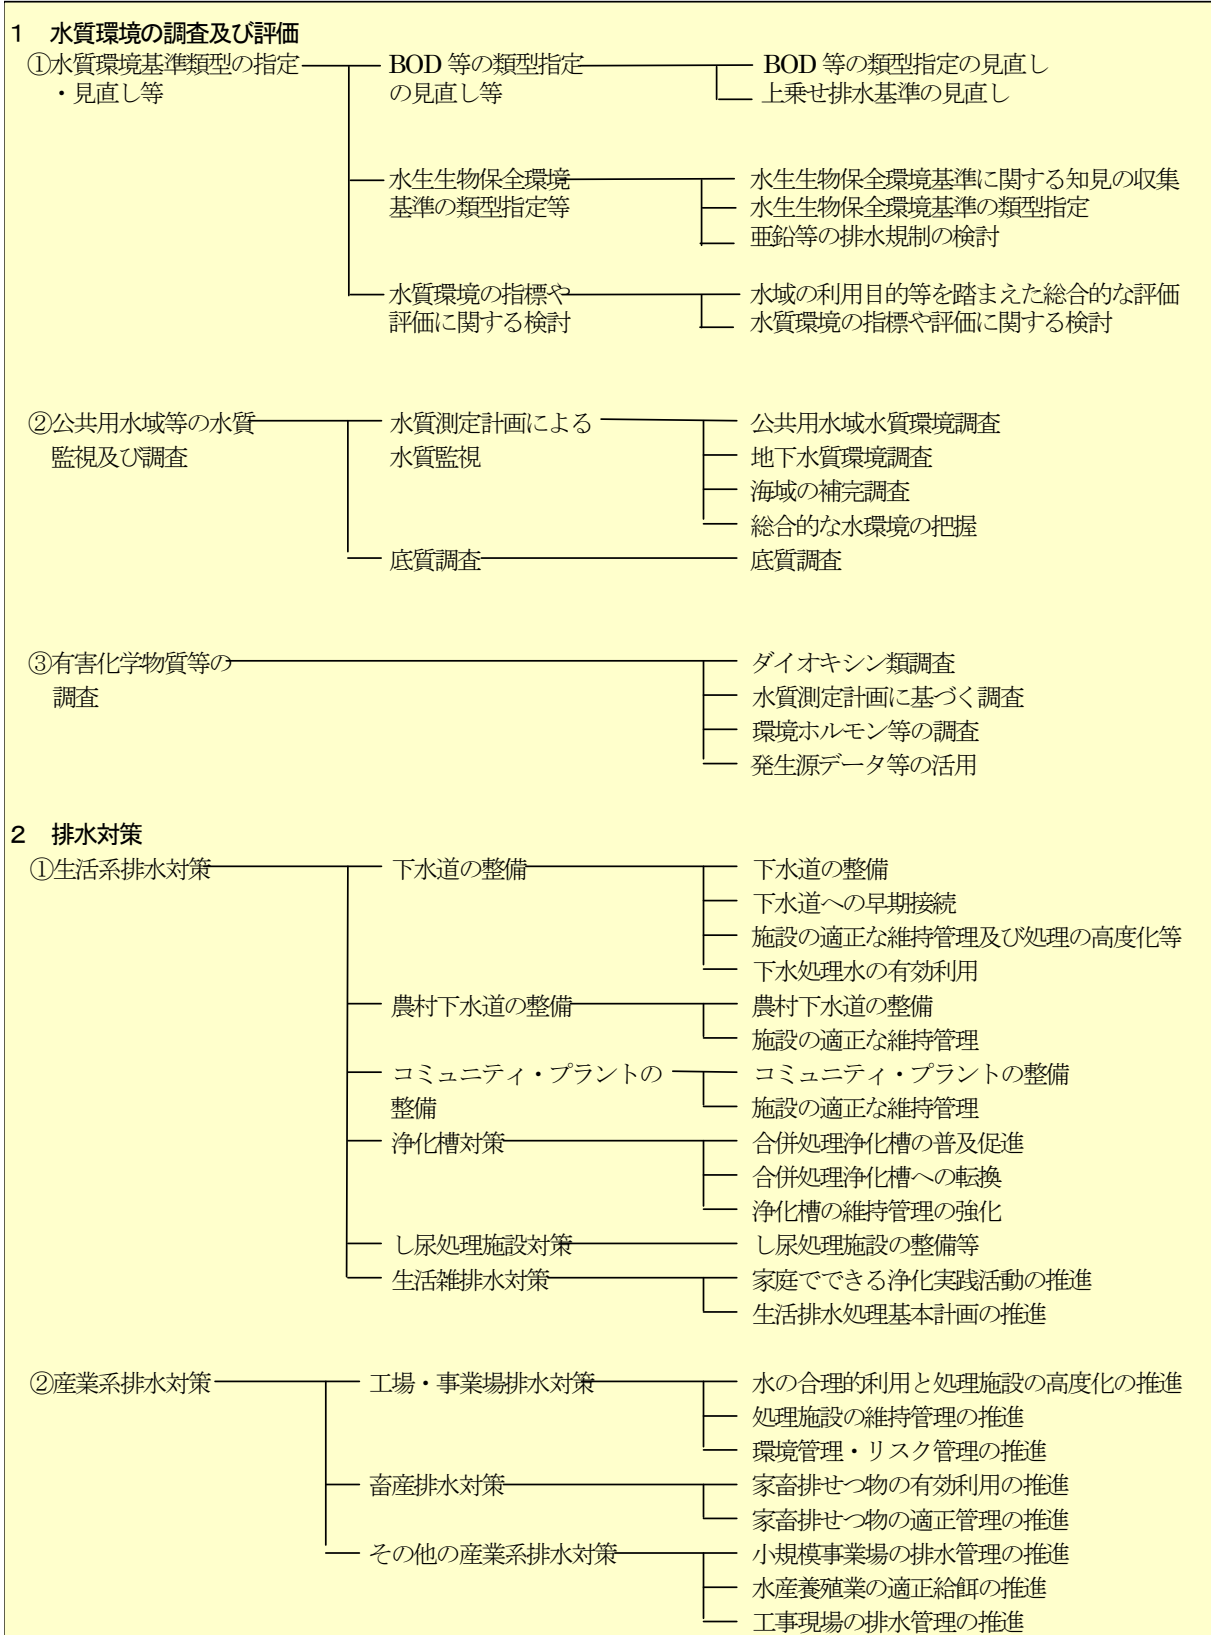 1 水質環境の調査及び評価
①水質環境基準類型の指定 BOD 等の類型指定 BOD 等の類型指定の見直し
・見直し等 の見直し等 上乗せ排水基準の見直し
水生生物保全環境 水生生物保全環境基準に関する知見の収集
基準の類型指定等 水生生物保全環境基準の類型指定
亜鉛等の排水規制の検討
水質環境の指標や 水域の利用目的等を踏まえた総合的な評価
評価に関する検討 水質環境の指標や評価に関する検討
②公共用水域等の水質 水質測定計画による 公共用水域水質環境調査
監視及び調査 水質監視 地下水質環境調査
海域の補完調査
総合的な水環境の把握
底質調査 底質調査
③有害化学物質等の ダイオキシン類調査
調査 水質測定計画に基づく調査
環境ホルモン等の調査
発生源データ等の活用
2 排水対策
①生活系排水対策 下水道の整備 下水道の整備
下水道への早期接続
施設の適正な維持管理及び処理の高度化等
下水処理水の有効利用
農村下水道の整備 農村下水道の整備
施設の適正な維持管理
コミュニティ・プラントの コミュニティ・プラントの整備
整備 施設の適正な維持管理
浄化槽対策 合併処理浄化槽の普及促進
合併処理浄化槽への転換
浄化槽の維持管理の強化
し尿処理施設対策 し尿処理施設の整備等
生活雑排水対策 家庭でできる浄化実践活動の推進
生活排水処理基本計画の推進
②産業系排水対策 工場・事業場排水対策 水の合理的利用と処理施設の高度化の推進
処理施設の維持管理の推進
環境管理・リスク管理の推進
畜産排水対策 家畜排せつ物の有効利用の推進
家畜排せつ物の適正管理の推進
その他の産業系排水対策 小規模事業場の排水管理の推進
水産養殖業の適正給餌の推進
工事現場の排水管理の推進